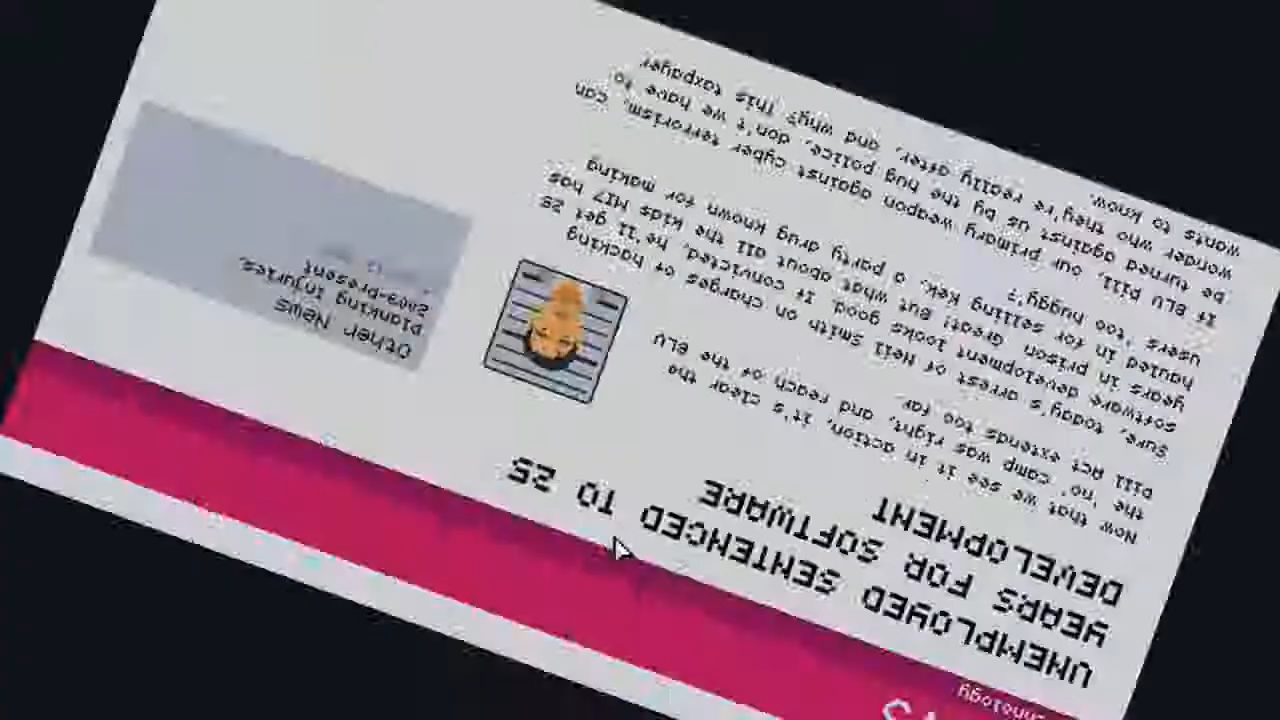 UNEMPLOYED SENTENCED TO 25
YEARS FOR SOFTWARE
DEVELOPMENT
Now that we see it in action, it's clear the
the 'no' camp was right, and reach of the ELU
Bill Act extends too far.
Sure, today's arrest of Neil Smith on charges of hacking
software development looks good. If convicted, he'll get 25
years in prison. Great! But what about all the kids MI7 has
hauled in for selling Kek, a party drug known for making
users 'too huggy'?
If ELU Bill, our primary weapon against cyber terrorism, can
be turned against us by the hug police, don't we have to
wonder who they're really after, and why? This taxpayer
wants to know.
Other News
Planking injuries,
2009-present